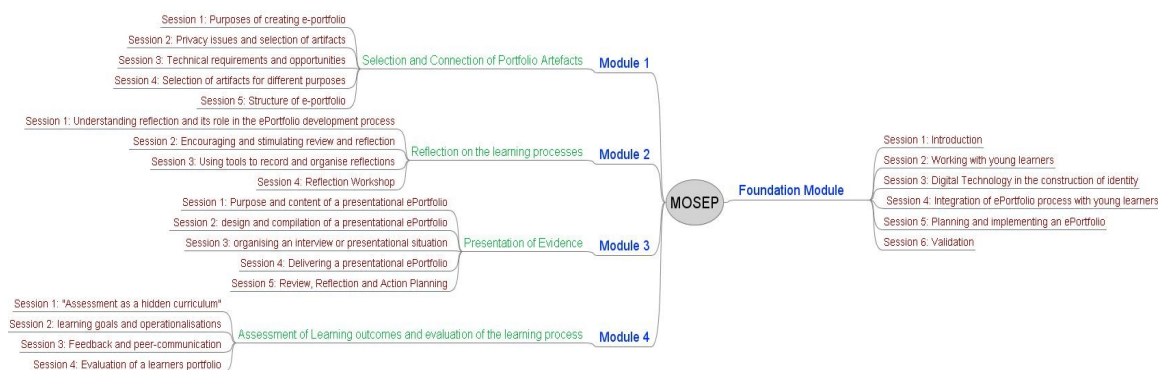 Session 1: Purposes of creating e-portfolio
Session 2: Privacy issues and selection of artifacts
Session 3: Technical requirements and opportunities
Session 4: Selection of artifacts for different purposes
Session 5: Structure of e-portfolio
Selection and Connection of Portfolio Artefacts
Module 1
Session 1: Understanding reflection and its role in the ePortfolio development process
Session 2: Encouraging and stimulating review and reflection
Session 3: Using tools to record and organise reflections
Session 4: Reflection Workshop
Reflection on the learning processes
Module 2
Session 1: Purpose and content of a presentational ePortfolio
Session 2: design and compilation of a presentational ePortfolio
Session 3: organising an interview or presentational situation
Session 4: Delivering a presentational ePortfolio
Session 5: Review, Reflection and Action Planning
Presentation of Evidence
Module 3
Session 1: "Assessment as a hidden curriculum"
Session 2: learning goals and operationalisations
Session 3: Feedback and peer-communication
Session 4: Evaluation of a learners portfolio
Assessment of Learning outcomes and evaluation of the learning process
Module 4
MOSEP
Foundation Module
Session 1: Introduction
Session 2: Working with young learners
Session 3: Digital Technology in the construction of identity
Session 4: Integration of ePortfolio process with young learners
Session 5: Planning and implementing an ePortfolio
Session 6: Validation